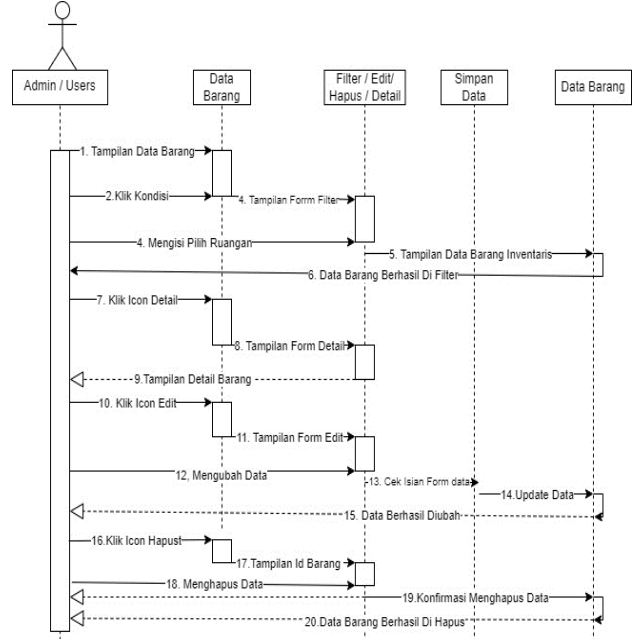 Admin / Users
Data
Barang
Filter / Edit/
Hapus / Detail
Simpan
Data
Data Barang
1. Tampilan Data Barang
2.Klik Kondisi
4. Tampilan Forrm Filter
4. Mengisi Pilih Ruangan
5. Tampilan Data Barang Inventaris
6. Data Barang Berhasil Di Filter
7. Klik Icon Detail
8. Tampilan Form Detail
9.Tampilan Detail Barang
10. Klik Icon Edit
11. Tampilan Form Edit
12, Mengubah Data
13. Cek Isian Form data
14.Update Data
15. Data Berhasil Diubah
16.Klik Icon Hapust
17.Tampilan Id Barang
18. Menghapus Data
19.Konfirmasi Menghapus Data
20.Data Barang Berhasil Di Hapus